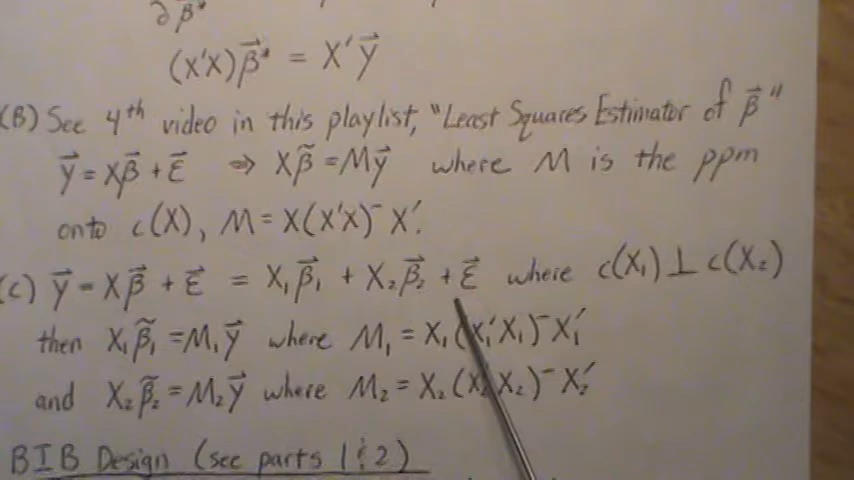 ∂β⃗*
(X'X)β⃗* = X'y⃗
(B) See 4th video in this playlist, "Least Squares Estimator of β⃗"
y⃗ = Xβ⃗ + ε⃗ ⇒ Xβ̃ = My⃗ where M is the ppm
onto C(X), M = X(X'X)⁻X'.
(C) y⃗ = Xβ⃗ + ε⃗ = X₁β⃗₁ + X₂β⃗₂ + ε⃗ where C(X₁) ⊥ C(X₂)
then X₁β̃₁ = M₁y⃗ where M₁ = X₁(X₁'X₁)⁻X₁'
and X₂β̃₂ = M₂y⃗ where M₂ = X₂(X₂'X₂)⁻X₂'
BIB Design (see parts 1 & 2)